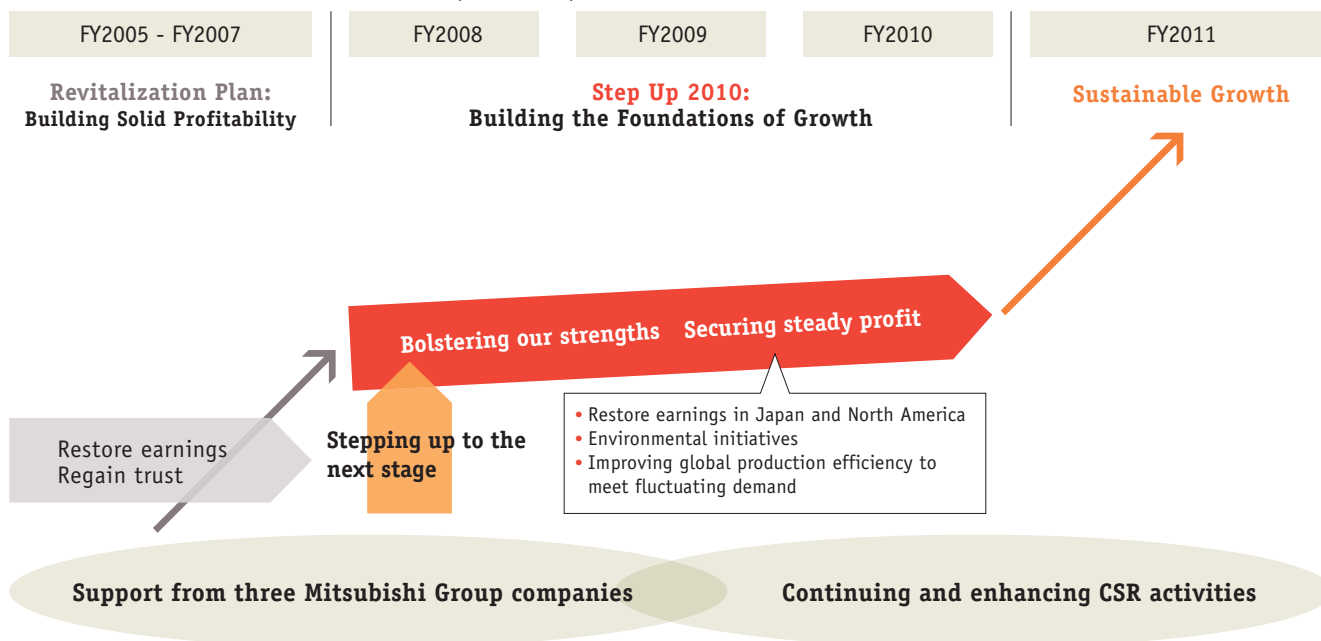 FY2005 - FY2007
FY2008
FY2009
FY2010
FY2011
Revitalization Plan:
Building Solid Profitability
Step Up 2010:
Building the Foundations of Growth
Sustainable Growth
Bolstering our strengths
Securing steady profit
• Restore earnings in Japan and North America
• Environmental initiatives
• Improving global production efficiency to
meet fluctuating demand
Restore earnings
Regain trust
Stepping up to the
next stage
Support from three Mitsubishi Group companies
Continuing and enhancing CSR activities